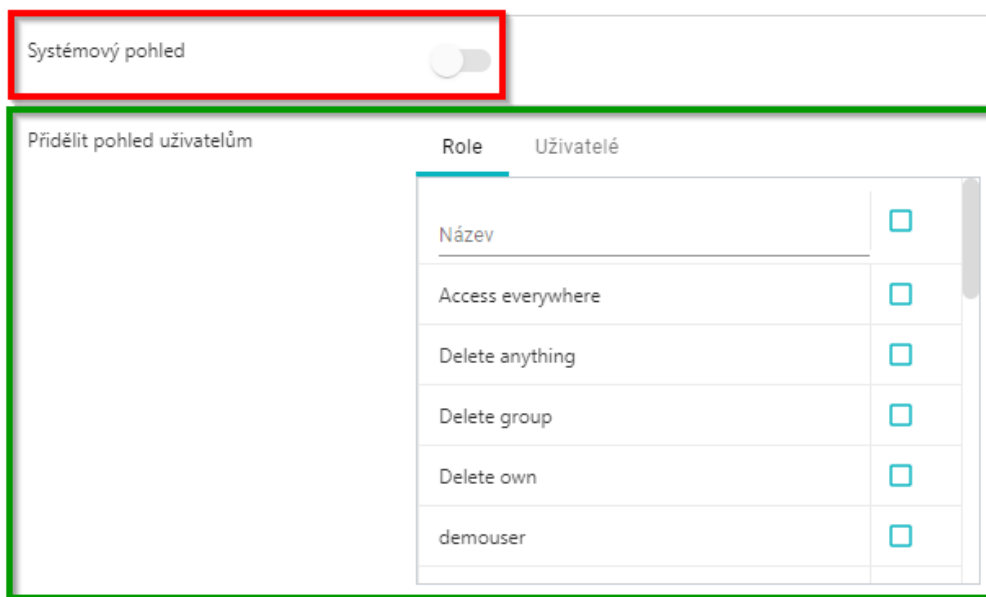 Systémový pohled
Přidělit pohled uživatelům
Role Uživatelé
Název
Access everywhere
Delete anything
Delete group
Delete own
demouser